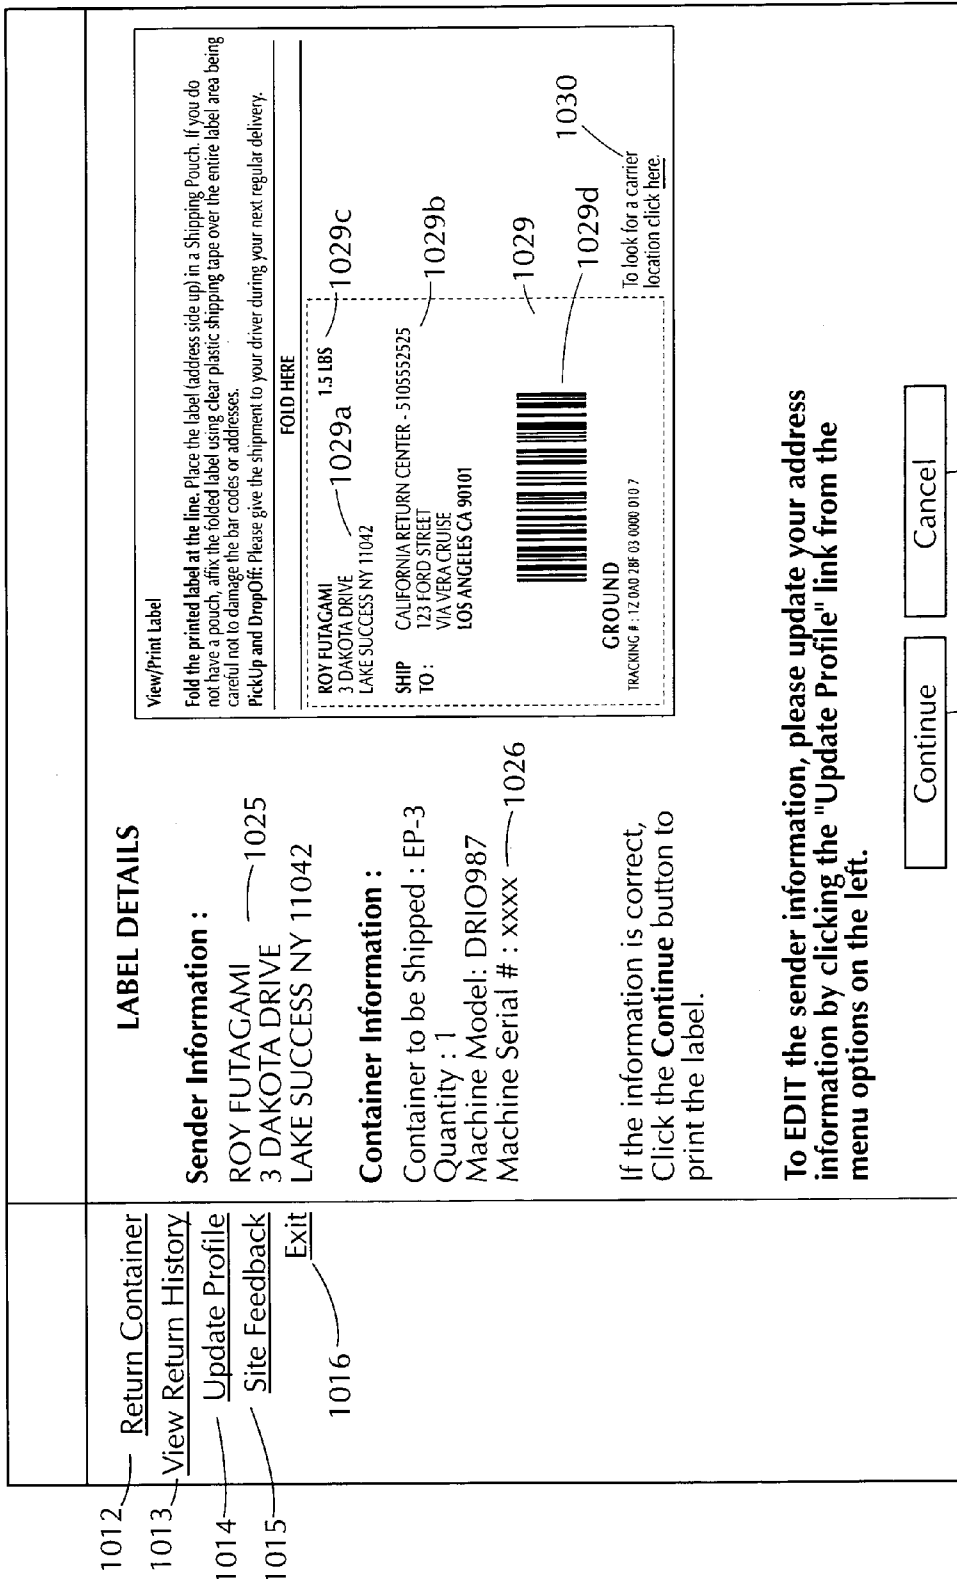 1012
Return Container
1013
View Return History
1014
Update Profile
1015
Site Feedback
Exit
1016
LABEL DETAILS
Sender Information :
ROY FUTAGAMI
3 DAKOTA DRIVE
1025
LAKE SUCCESS NY 11042
Container Information :
Container to be Shipped : EP-3
Quantity : 1
Machine Model: DRIO987
Machine Serial # : xxxx
1026
If the information is correct,
Click the Continue button to
print the label.
View/Print Label
Fold the printed label at the line. Place the label (address side up) in a Shipping Pouch. If you do
not have a pouch, affix the folded label using clear plastic shipping tape over the entire label area being
careful not to damage the bar codes or addresses.
PickUp and DropOff: Please give the shipment to your driver during your next regular delivery.
FOLD HERE
ROY FUTAGAMI
1.5 LBS
1029c
3 DAKOTA DRIVE
1029a
LAKE SUCCESS NY 11042
SHIP CALIFORNIA RETURN CENTER - 5105552525
TO : 123 FORD STREET
1029b
VIA VERA CRUISE
LOS ANGELES CA 90101
1029
1029d
GROUND
TRACKING # : 1Z 0A0 2BF 03 0000 010 7
To look for a carrier
location click here.
1030
To EDIT the sender information, please update your address
information by clicking the "Update Profile" link from the
menu options on the left.
Continue
Cancel